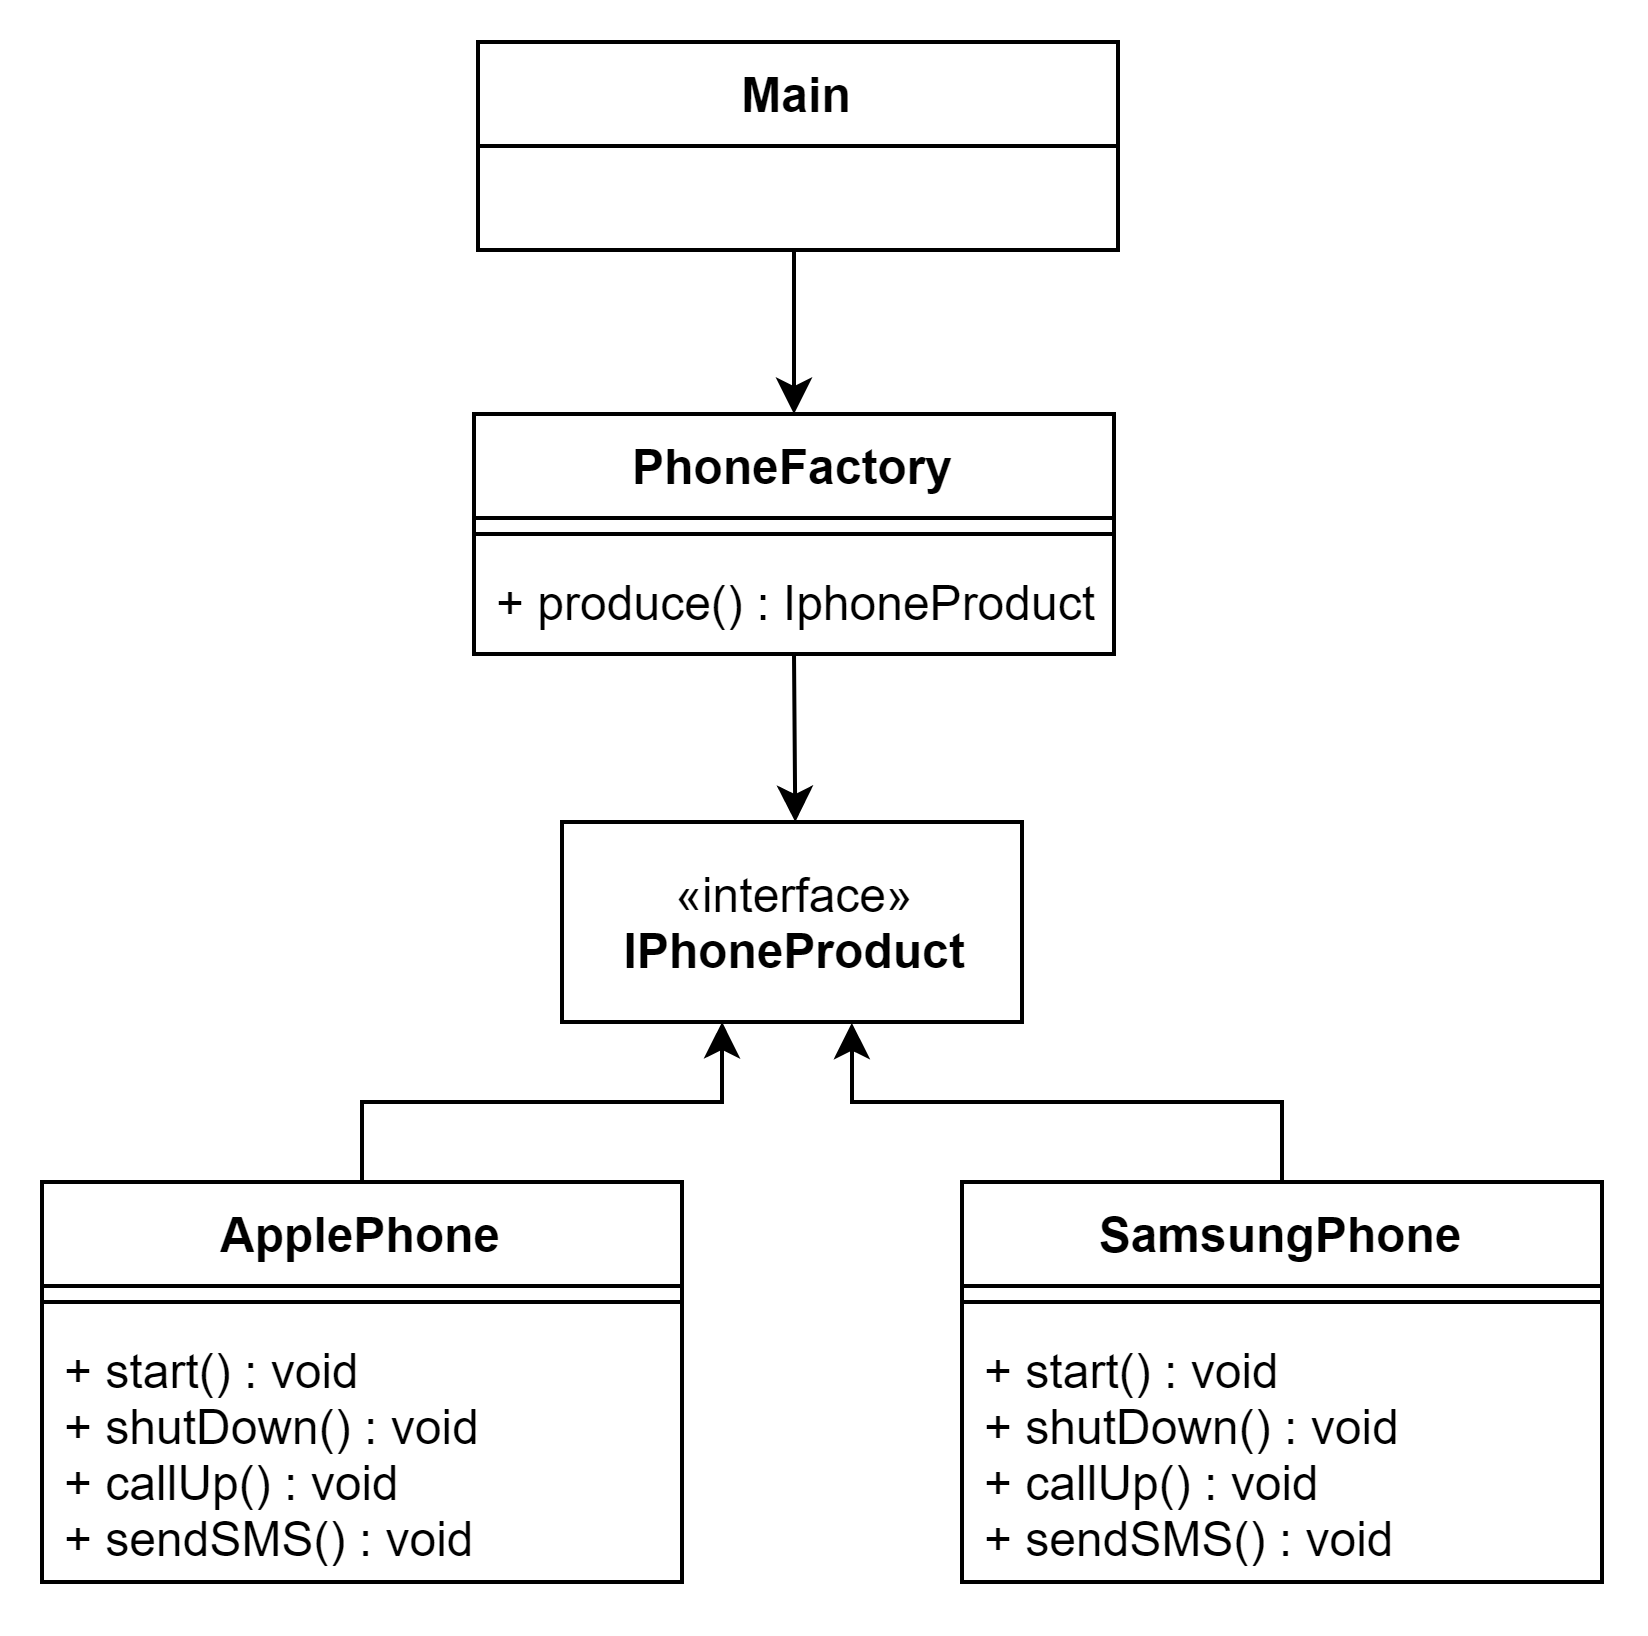 Main
PhoneFactory
+ produce() : IphoneProduct
«interface»
IPhoneProduct
ApplePhone
+ start() : void
+ shutDown() : void
+ callUp() : void
+ sendSMS() : void
SamsungPhone
+ start() : void
+ shutDown() : void
+ callUp() : void
+ sendSMS() : void